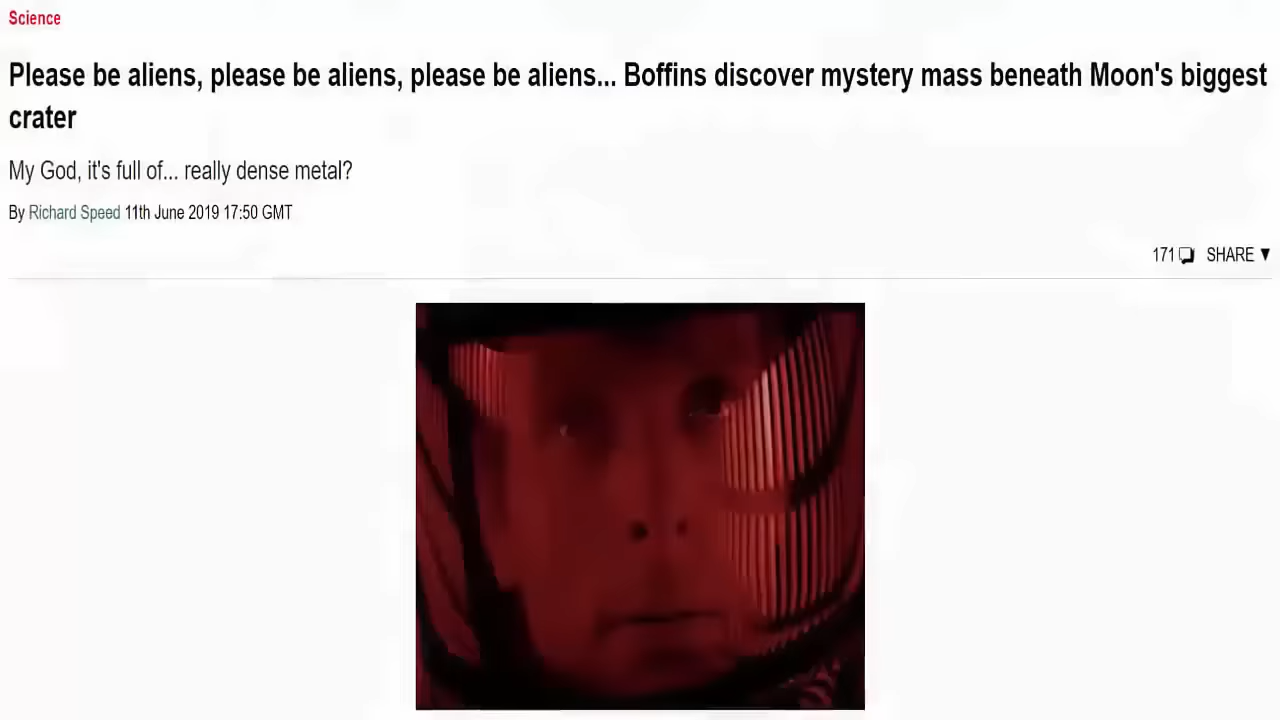 Science
Please be aliens, please be aliens, please be aliens... Boffins discover mystery mass beneath Moon's biggest
crater
My God, it's full of... really dense metal?
By Richard Speed 11th June 2019 17:50 GMT
171 SHARE ▼